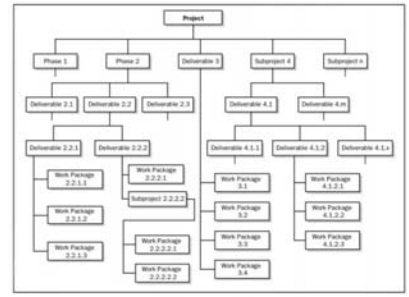 Project
Phase 1
Phase 2
Deliverable 3
Subproject 4
Subproject n
Deliverable 2.1
Deliverable 2.2
Deliverable 2.3
Deliverable 4.1
Deliverable 4.m
Deliverable 2.2.1
Deliverable 2.2.2
Deliverable 4.1.1
Deliverable 4.1.2
Deliverable 4.1.x
Work Package
2.2.1.1
Work Package
2.2.1.2
Work Package
2.2.1.3
Work Package
2.2.2.1
Subproject 2.2.2.2
Work Package
2.2.2.2.1
Work Package
2.2.2.2.2
Work Package
3.1
Work Package
3.2
Work Package
3.3
Work Package
3.4
Work Package
4.1.2.1
Work Package
4.1.2.2
Work Package
4.1.2.3